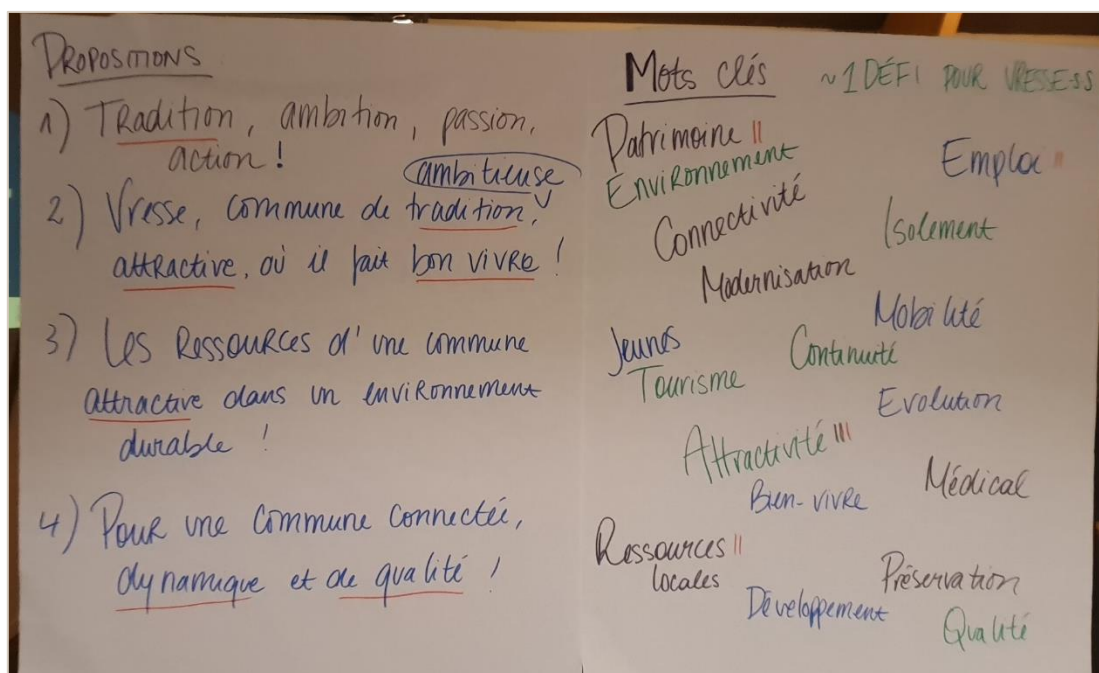 PROPOSITIONS
1) Tradition, ambition, passion,
action !
ambitieuse
2) Vresse, commune de tradition,
attractive, où il fait bon vivre !
3) Les Ressources d'une commune
attractive dans un environnement
durable !
4) Pour une commune connectée,
dynamique et de qualité !
Mots clés ~1 DÉFI POUR VRESSE-SS
Patrimoine II
Environnement
Emploi II
Connectivité
Isolement
Modernisation
Mobilité
Jeunes
Continuité
Tourisme
Evolution
Attractivité III
Médical
Bien-vivre
Ressources II
locales
Préservation
Développement
Qualité